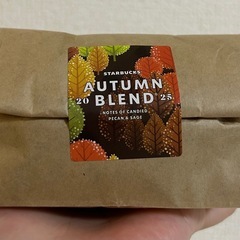 STARBUCKS
AUTUMN
20 BLEND 25
NOTES OF CANDIED
PECAN & SAGE